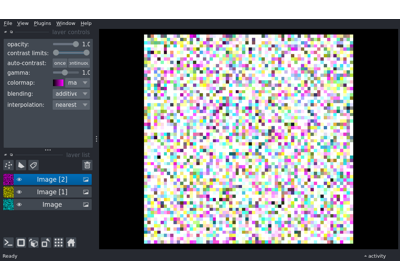 File View Plugins Window Help
layer controls
opacity: 1.0
contrast limits:
auto-contrast: once
gamma: 1.0
colormap: ma
blending: additive
interpolation: nearest
layer list
Image [2]
Image [1]
Image
Ready activity